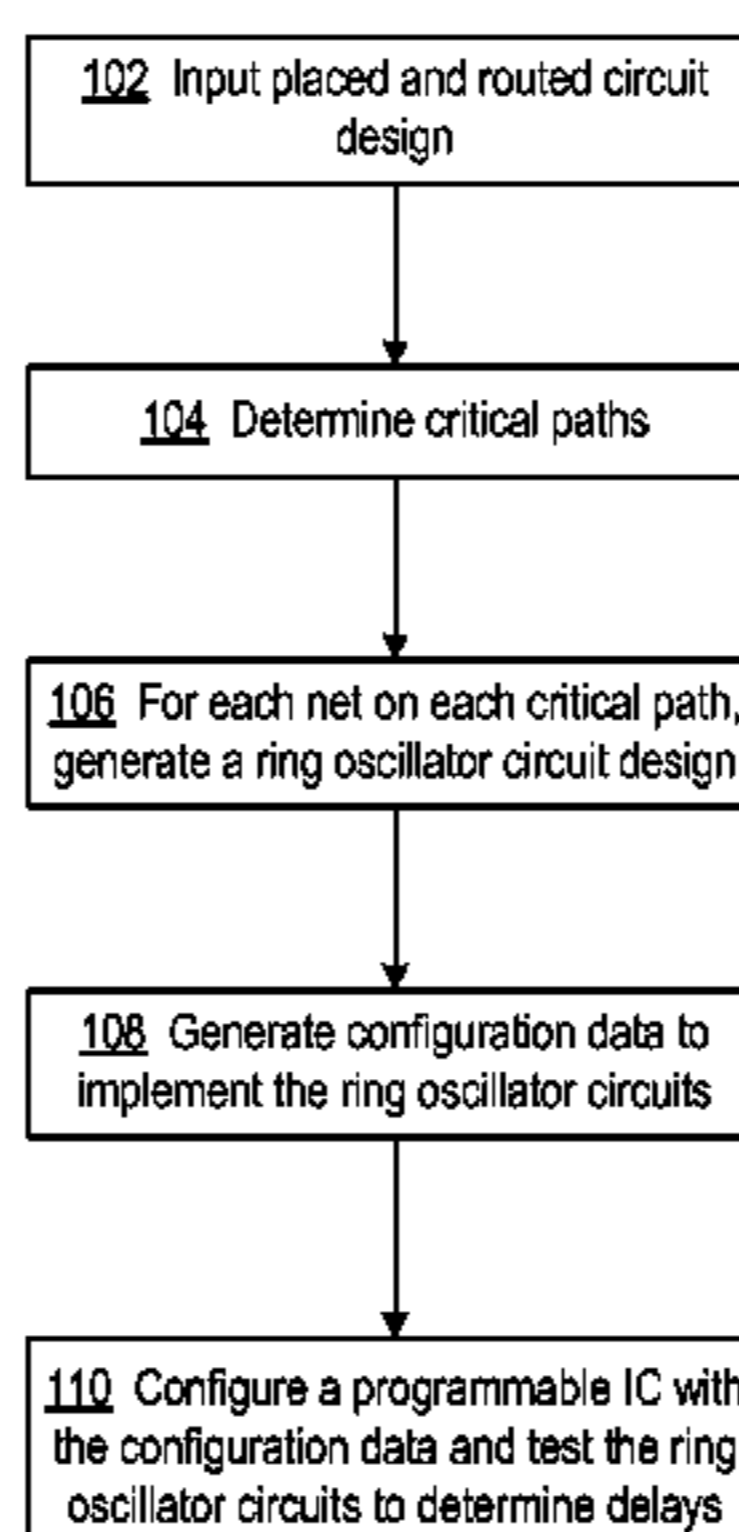 102 Input placed and routed circuit
design
104 Determine critical paths
106 For each net on each critical path,
generate a ring oscillator circuit design
108 Generate configuration data to
implement the ring oscillator circuits
110 Configure a programmable IC with
the configuration data and test the ring
oscillator circuits to determine delays